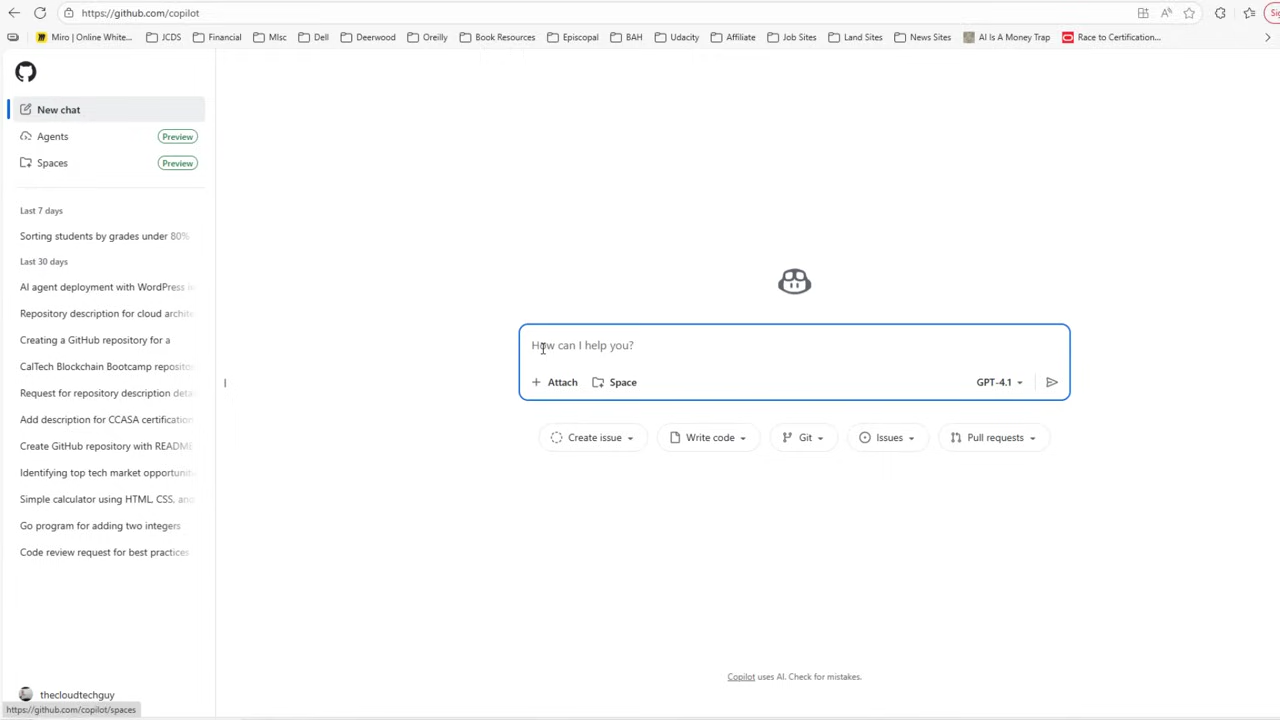 https://github.com/copilot
Miro | Online White... JCDS Financial MIsc Dell Deerwood Oreilly Book Resources Episcopal BAH Udacity Affiliate Job Sites Land Sites News Sites AI Is A Money Trap Race to Certification...
New chat
Agents Preview
Spaces Preview
Last 7 days
Sorting students by grades under 80%
Last 30 days
AI agent deployment with WordPress
Repository description for cloud archite
Creating a GitHub repository for a
CalTech Blockchain Bootcamp reposito
Request for repository description deta
Add description for CCASA certification
Create GitHub repository with README
Identifying top tech market opportunit
Simple calculator using HTML, CSS, and
Go program for adding two integers
Code review request for best practices
How can I help you?
Attach Space GPT-4.1
Create issue Write code Git Issues Pull requests
Copilot uses AI. Check for mistakes.
thecloudtechguy
https://github.com/copilot/spaces